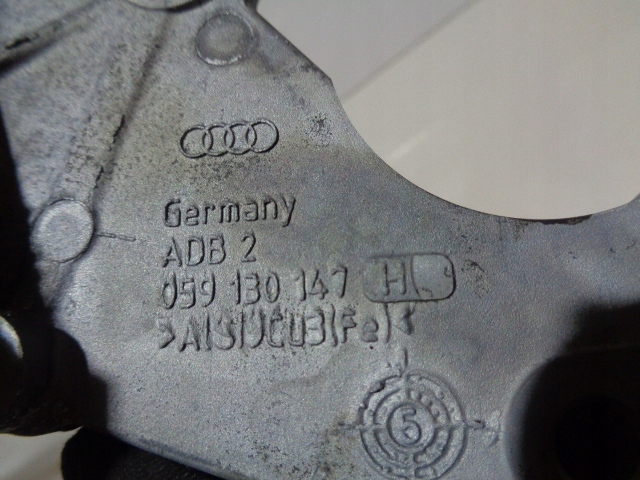 Germany
ADB 2
059 130 147 H
>AlSi9Cu3(Fe)<
5